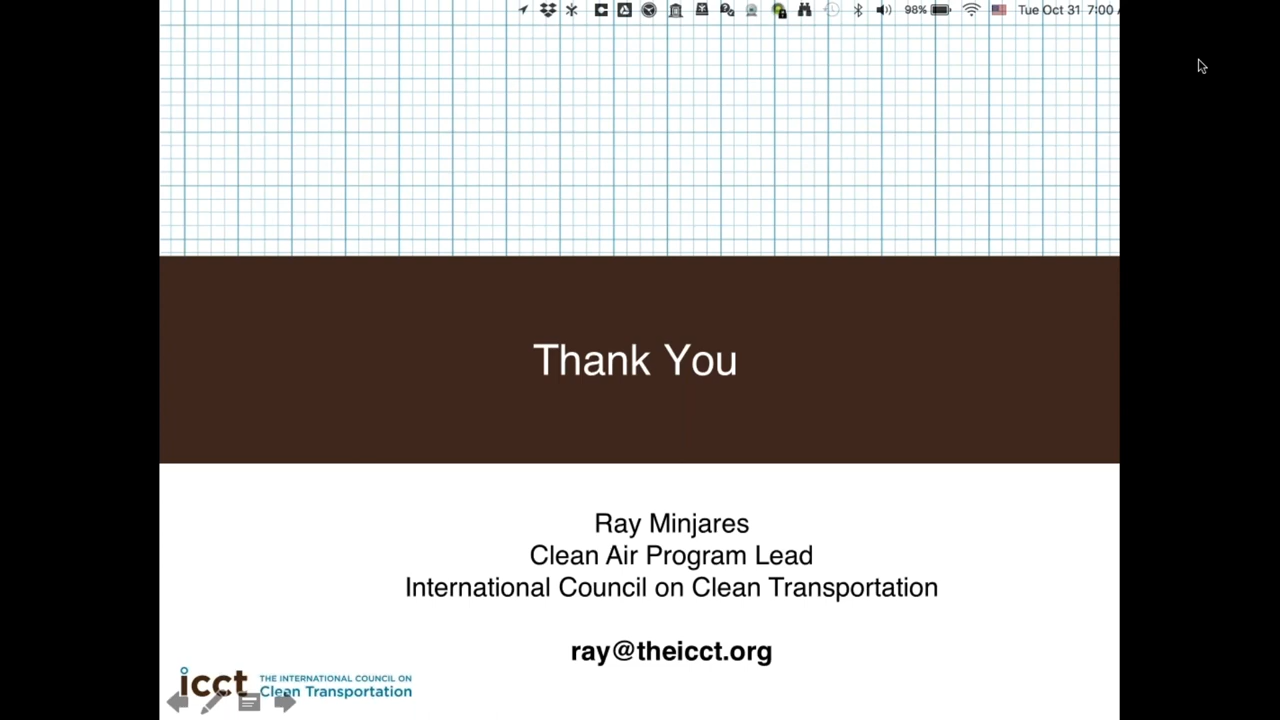 98% Tue Oct 31 7:00
Thank You
Ray Minjares
Clean Air Program Lead
International Council on Clean Transportation
ray@theicct.org
icct THE INTERNATIONAL COUNCIL ON
Clean Transportation